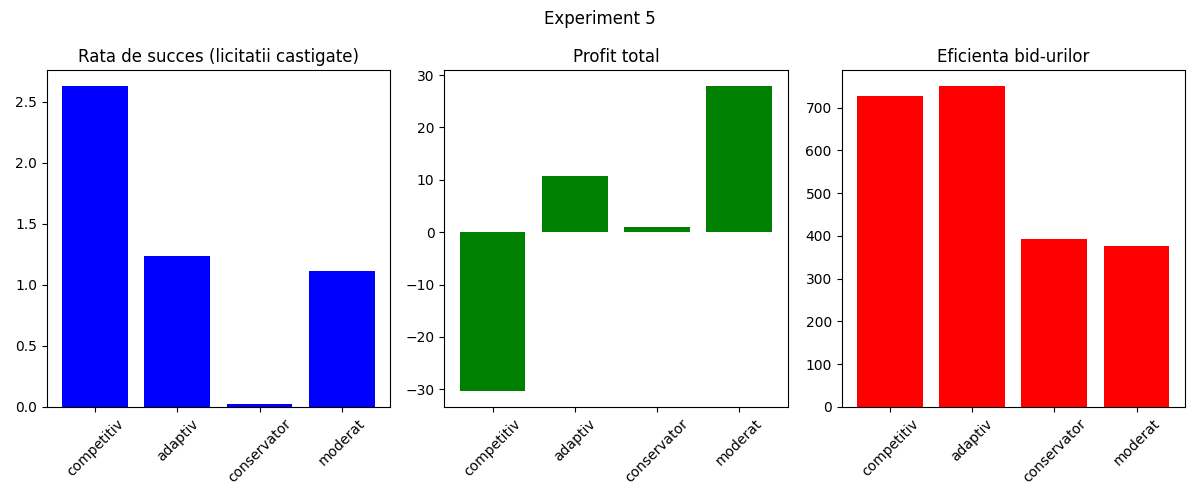 Experiment 5
Rata de succes (licitatii castigate)
2.5
2.0
1.5
1.0
0.5
0.0
competitiv
adaptiv
conservator
moderat
Profit total
30
20
10
0
−10
−20
−30
competitiv
adaptiv
conservator
moderat
Eficienta bid-urilor
700
600
500
400
300
200
100
0
competitiv
adaptiv
conservator
moderat